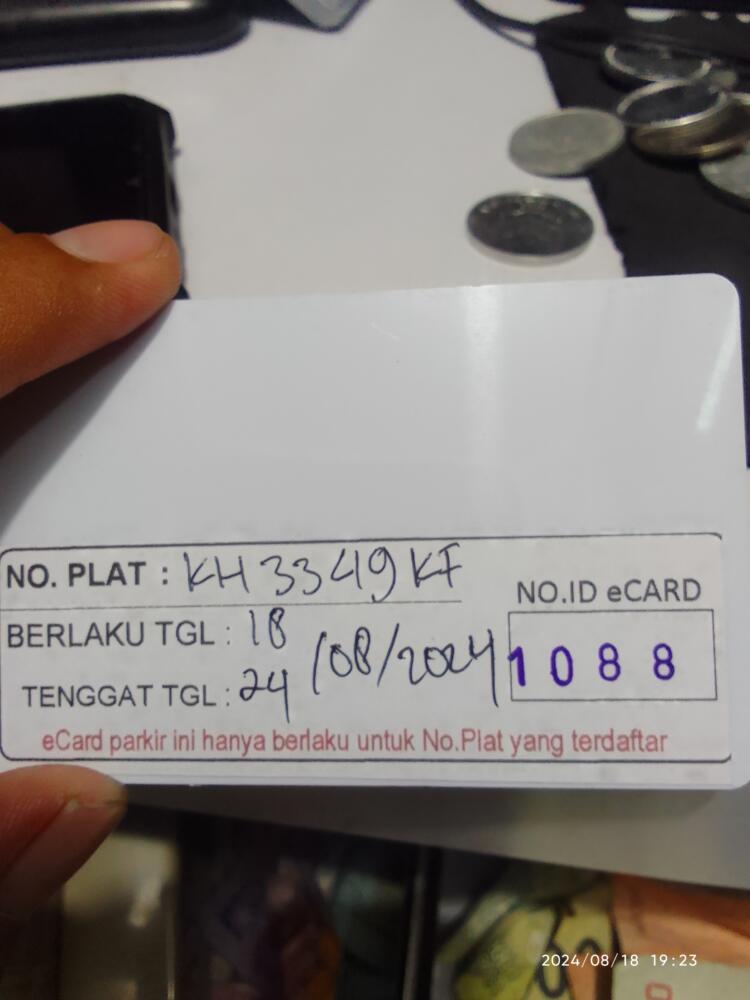 NO. PLAT : KH 3349 KF
NO.ID eCARD
BERLAKU TGL : 18
/08/2024
1088
TENGGAT TGL : 24
eCard parkir ini hanya berlaku untuk No.Plat yang terdaftar
2024/08/18 19:23